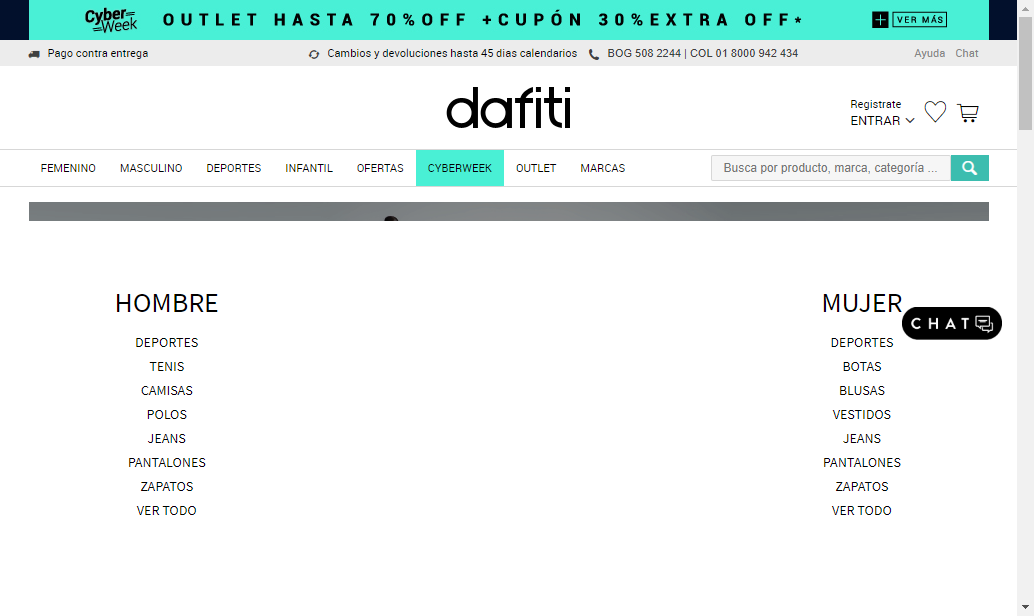 Cyber Week OUTLET HASTA 70%OFF +CUPÓN 30%EXTRA OFF* VER MÁS
Pago contra entrega Cambios y devoluciones hasta 45 dias calendarios BOG 508 2244 | COL 01 8000 942 434 Ayuda Chat
dafiti
Registrate
ENTRAR
FEMENINO MASCULINO DEPORTES INFANTIL OFERTAS CYBERWEEK OUTLET MARCAS Busca por producto, marca, categoría ...
HOMBRE
DEPORTES
TENIS
CAMISAS
POLOS
JEANS
PANTALONES
ZAPATOS
VER TODO
MUJER
DEPORTES
BOTAS
BLUSAS
VESTIDOS
JEANS
PANTALONES
ZAPATOS
VER TODO
CHAT